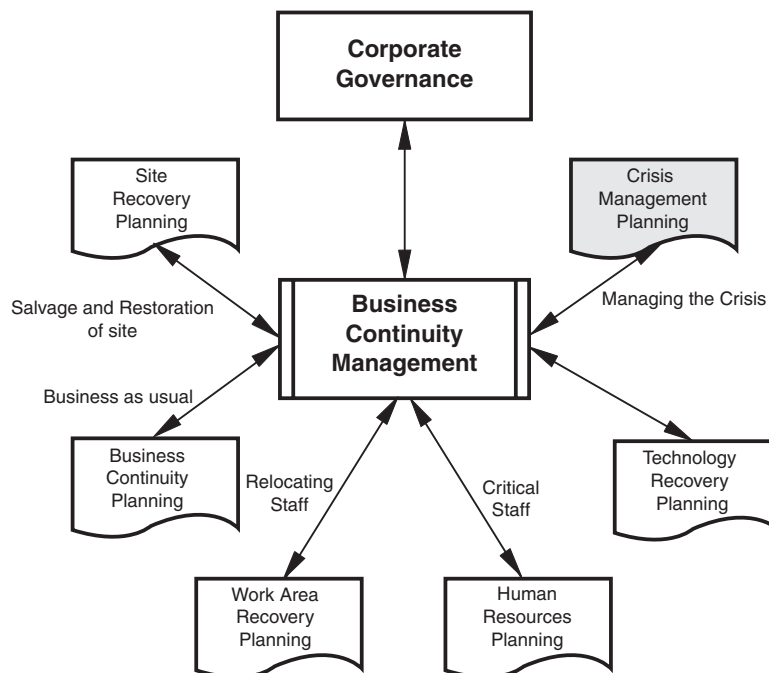 Corporate
Governance
Site
Recovery
Planning
Crisis
Management
Planning
Salvage and Restoration
of site
Business
Continuity
Management
Managing the Crisis
Business as usual
Business
Continuity
Planning
Relocating
Staff
Critical
Staff
Technology
Recovery
Planning
Work Area
Recovery
Planning
Human
Resources
Planning